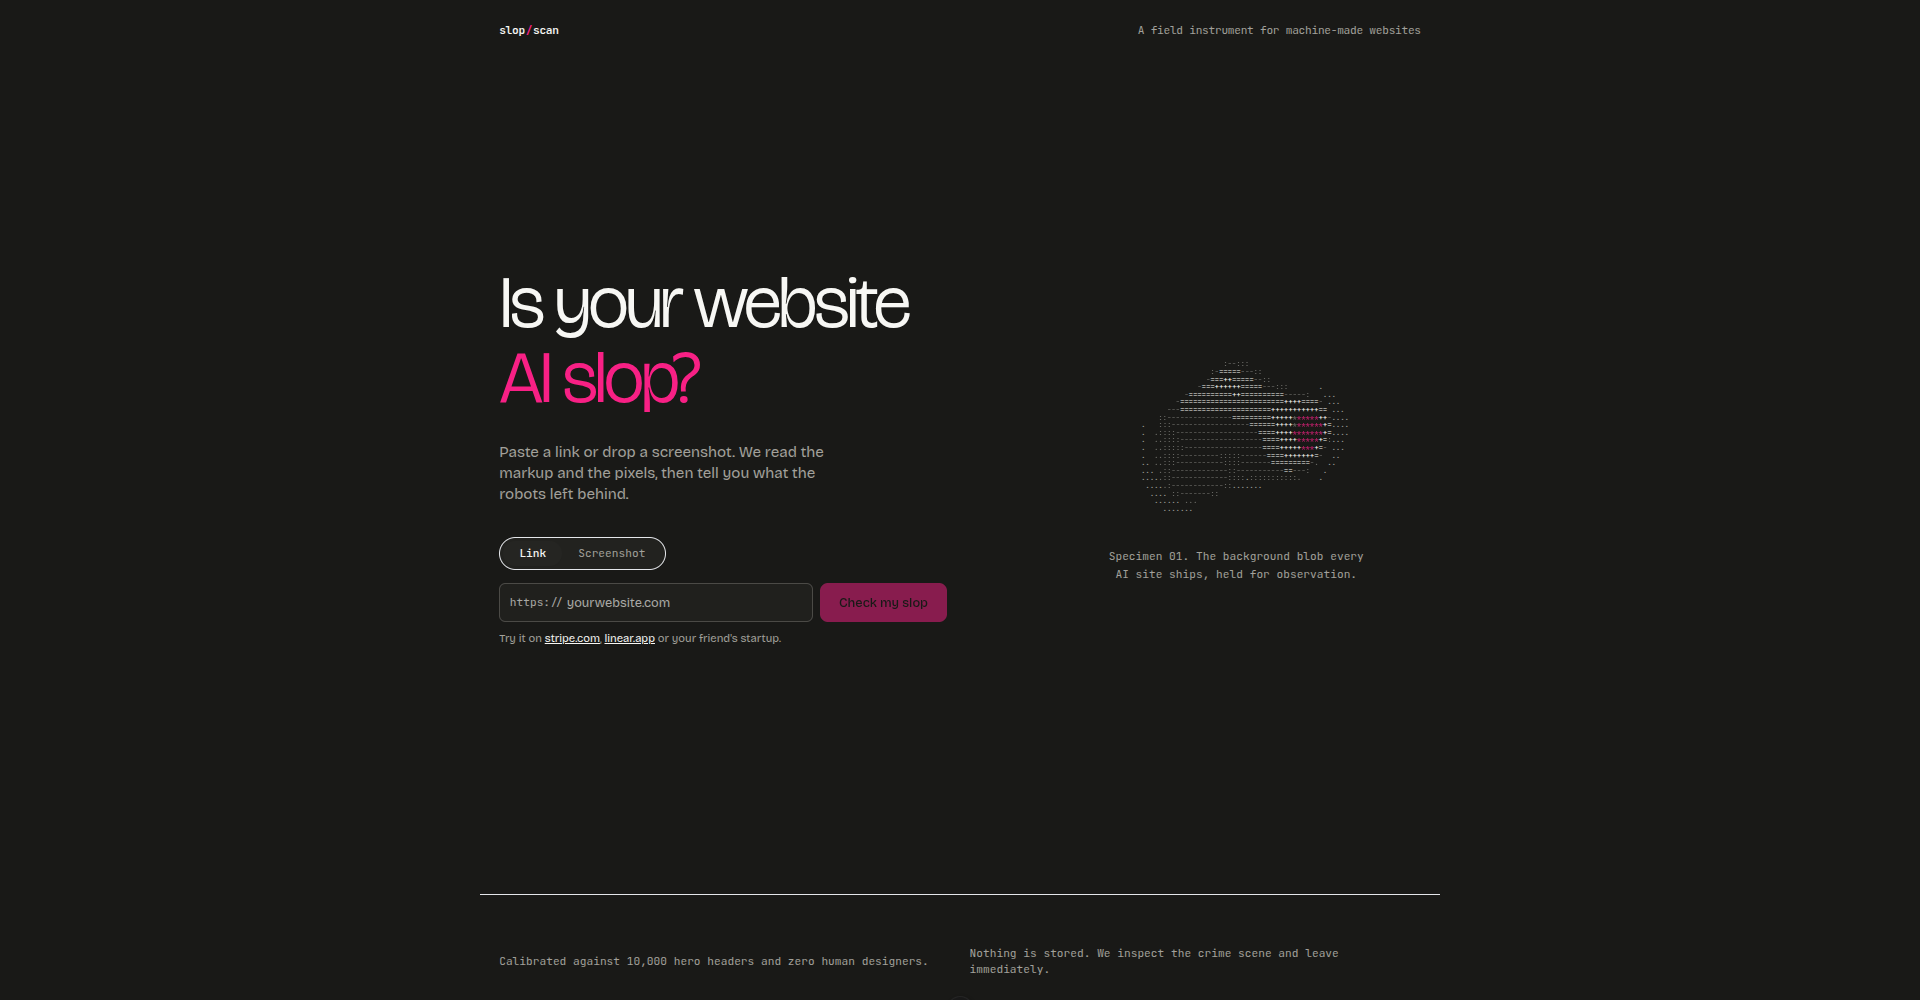 slop/scan
A field instrument for machine-made websites
Is your website
AI slop?
Paste a link or drop a screenshot. We read the
markup and the pixels, then tell you what the
robots left behind.
Link
Screenshot
https:// yourwebsite.com
Check my slop
Try it on stripe.com, linear.app or your friend's startup.
Specimen 01. The background blob every
AI site ships, held for observation.
Calibrated against 10,000 hero headers and zero human designers.
Nothing is stored. We inspect the crime scene and leave
immediately.